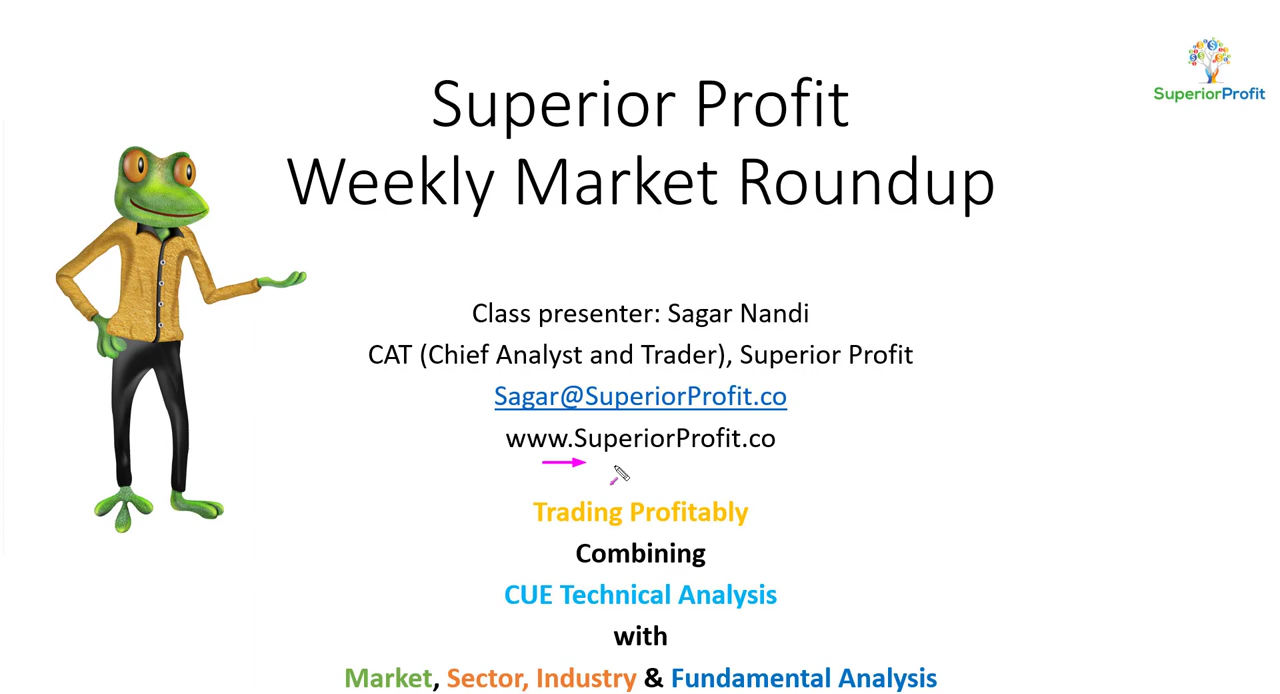 SuperiorProfit
Superior Profit
Weekly Market Roundup
Class presenter: Sagar Nandi
CAT (Chief Analyst and Trader), Superior Profit
Sagar@SuperiorProfit.co
www.SuperiorProfit.co
Trading Profitably
Combining
CUE Technical Analysis
with
Market, Sector, Industry & Fundamental Analysis